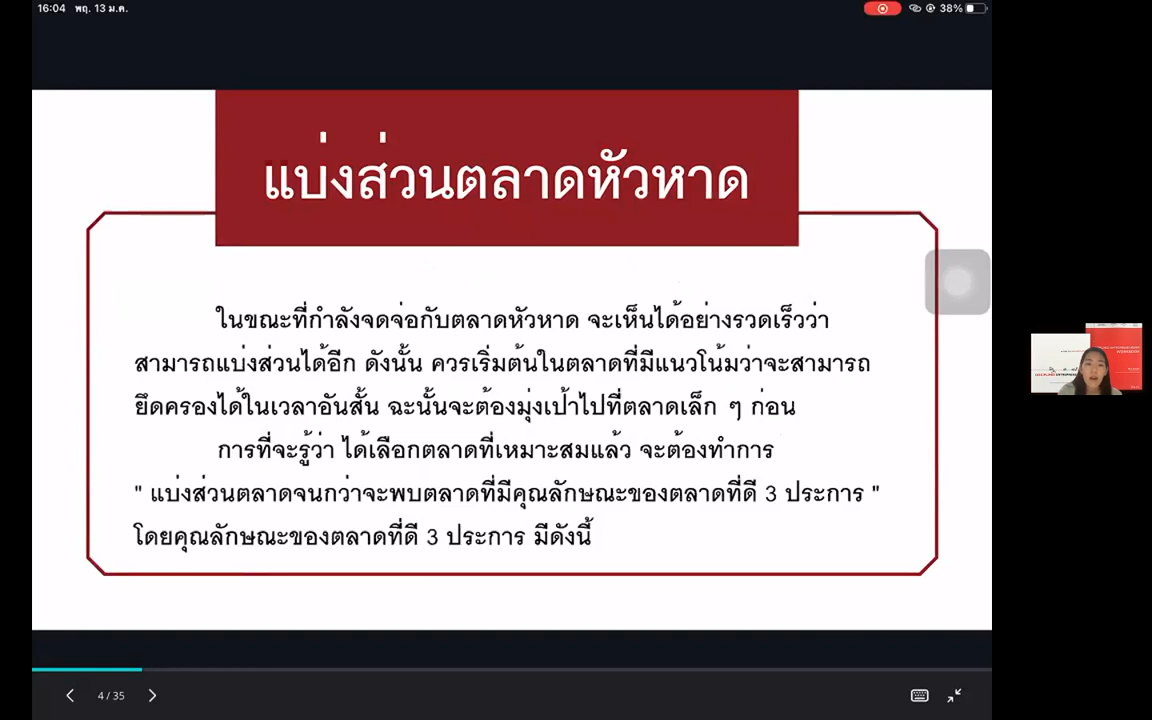 16:04 พฤ. 13 ม.ค.
38%
แบ่งส่วนตลาดหัวหาด
ในขณะที่กำลังจดจ่อกับตลาดหัวหาด จะเห็นได้อย่างรวดเร็วว่า
สามารถแบ่งส่วนได้อีก ดังนั้น ควรเริ่มต้นในตลาดที่มีแนวโน้มว่าจะสามารถ
ยึดครองได้ในเวลาอันสั้น ฉะนั้นจะต้องมุ่งเป้าไปที่ตลาดเล็ก ๆ ก่อน
การที่จะรู้ว่า ได้เลือกตลาดที่เหมาะสมแล้ว จะต้องทำการ
" แบ่งส่วนตลาดจนกว่าจะพบตลาดที่มีคุณลักษณะของตลาดที่ดี 3 ประการ "
โดยคุณลักษณะของตลาดที่ดี 3 ประการ มีดังนี้
4 / 35